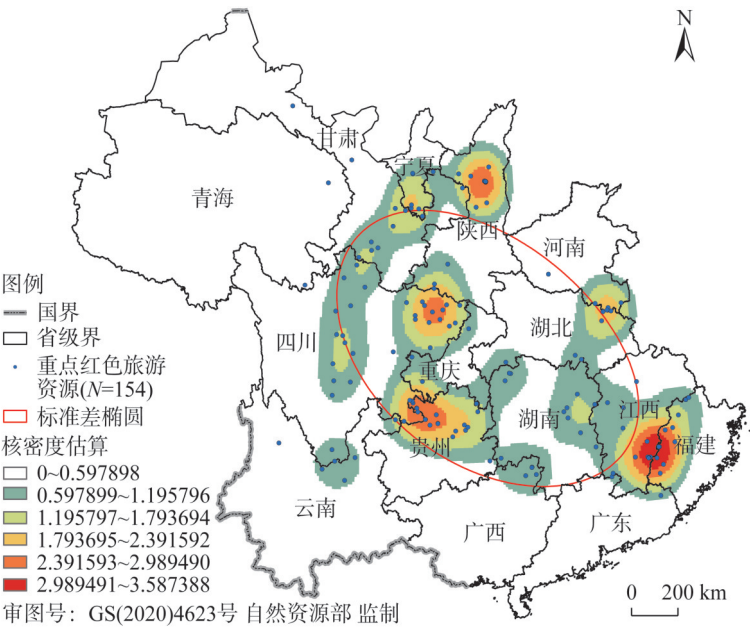 N
甘肃
宁夏
青海
陕西
河南
图例
国界
省级界
重点红色旅游
资源(N=154)
标准差椭圆
核密度估算
0~0.597898
0.597899~1.195796
1.195797~1.793694
1.793695~2.391592
2.391593~2.989490
2.989491~3.587388
四川
湖北
重庆
湖南
江西
贵州
福建
云南
广西
广东
0 200 km
审图号：GS(2020)4623号 自然资源部 监制